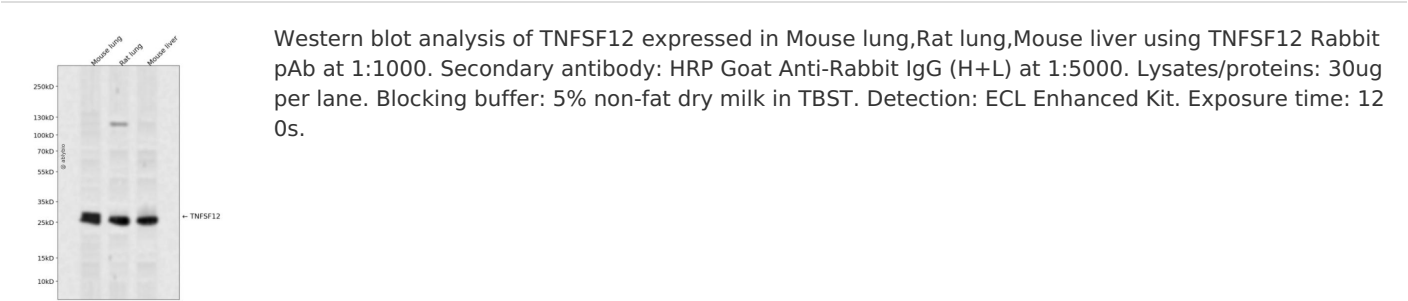 Mouse lung
Rat lung
Mouse liver
250kD
130kD
100kD
70kD
55kD
35kD
25kD
15kD
10kD
@ abtybio
← TNFSF12
Western blot analysis of TNFSF12 expressed in Mouse lung,Rat lung,Mouse liver using TNFSF12 Rabbit
pAb at 1:1000. Secondary antibody: HRP Goat Anti-Rabbit IgG (H+L) at 1:5000. Lysates/proteins: 30ug
per lane. Blocking buffer: 5% non-fat dry milk in TBST. Detection: ECL Enhanced Kit. Exposure time: 12
0s.